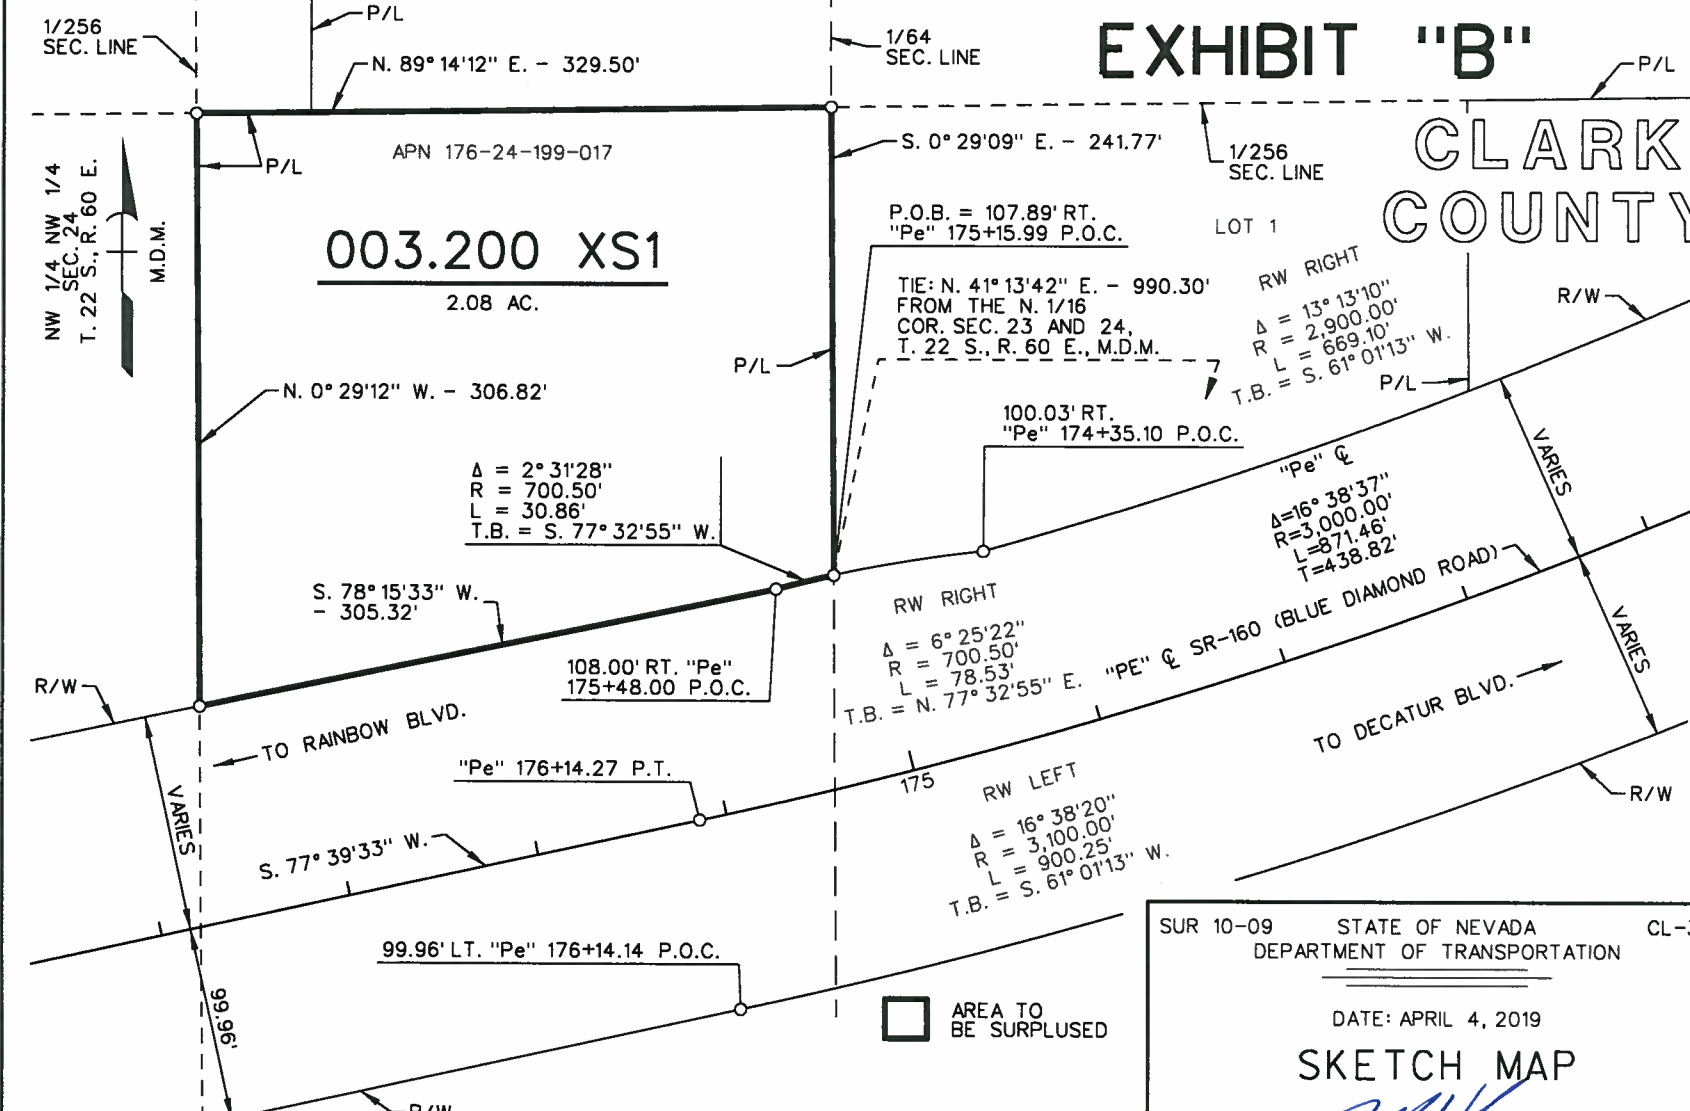 P/L
1/256
SEC. LINE
1/64
SEC. LINE
EXHIBIT "B"
P/L
N. 89° 14'12" E. - 329.50'
CLARK
COUNTY
APN 176-24-199-017
P/L
S. 0° 29'09" E. - 241.77'
1/256
SEC. LINE
NW 1/4 NW 1/4
SEC. 24
T. 22 S., R. 60 E.
M.D.M.
003.200 XS1
2.08 AC.
P.O.B. = 107.89' RT.
"Pe" 175+15.99 P.O.C.
LOT 1
TIE: N. 41° 13'42" E. - 990.30'
FROM THE N. 1/16
COR. SEC. 23 AND 24,
T. 22 S., R. 60 E., M.D.M.
RW RIGHT
Δ = 13° 13'10"
R = 2,900.00'
L = 669.10'
T.B. = S. 61° 01'13" W.
R/W
P/L
P/L
N. 0° 29'12" W. - 306.82'
100.03' RT.
"Pe" 174+35.10 P.O.C.
Δ = 2° 31'28"
R = 700.50'
L = 30.86'
T.B. = S. 77° 32'55" W.
"Pe" ℄
Δ=16° 38'37"
R=3,000.00'
L=871.46'
T=438.82'
VARIES
S. 78° 15'33" W.
- 305.32'
RW RIGHT
Δ = 6° 25'22"
R = 700.50'
L = 78.53'
T.B. = N. 77° 32'55" E.
"PE" ℄ SR-160 (BLUE DIAMOND ROAD)
VARIES
108.00' RT. "Pe"
175+48.00 P.O.C.
R/W
TO RAINBOW BLVD.
TO DECATUR BLVD.
"Pe" 176+14.27 P.T.
175
RW LEFT
Δ = 16° 38'20"
R = 3,100.00'
L = 900.25'
T.B. = S. 61° 01'13" W.
R/W
VARIES
S. 77° 39'33" W.
99.96' LT. "Pe" 176+14.14 P.O.C.
99.96'
AREA TO
BE SURPLUSED
R/W
SUR 10-09 STATE OF NEVADA CL-
DEPARTMENT OF TRANSPORTATION
DATE: APRIL 4, 2019
SKETCH MAP